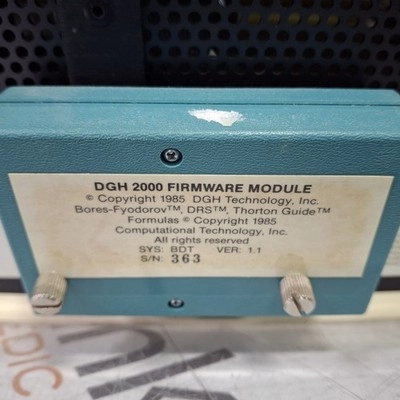 DGH 2000 FIRMWARE MODULE
© Copyright 1985 DGH Technology, Inc.
Bores-Fyodorov™, DRS™, Thorton Guide™
Formulas © Copyright 1985
Computational Technology, Inc.
All rights reserved
SYS: BDT VER: 1.1
S/N: 363